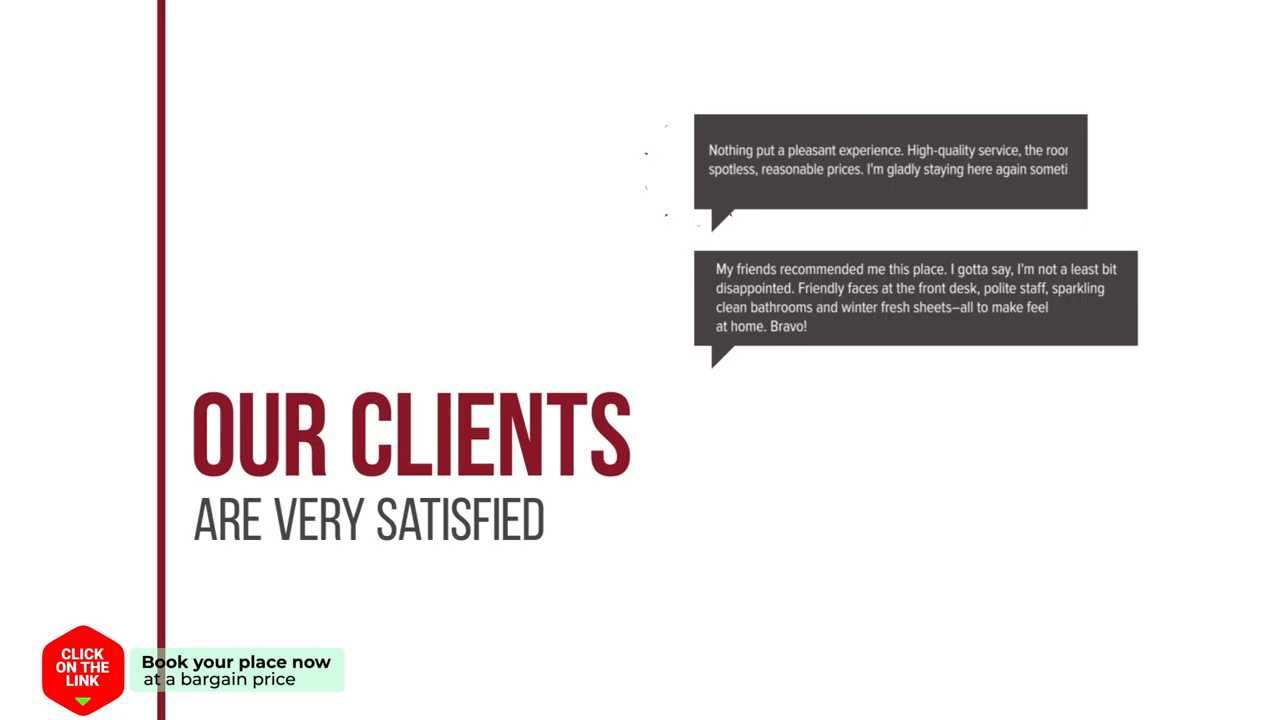 Nothing put a pleasant experience. High-quality service, the
spotless, reasonable prices. I'm gladly staying here again
My friends recommended me this place. I gotta say, I'm not a least bit
disappointed. Friendly faces at the front desk, polite staff, sparkling
clean bathrooms and winter fresh sheets–all to make feel
at home. Bravo!
OUR CLIENTS
ARE VERY SATISFIED
CLICK
ON THE
LINK
Book your place now
at a bargain price